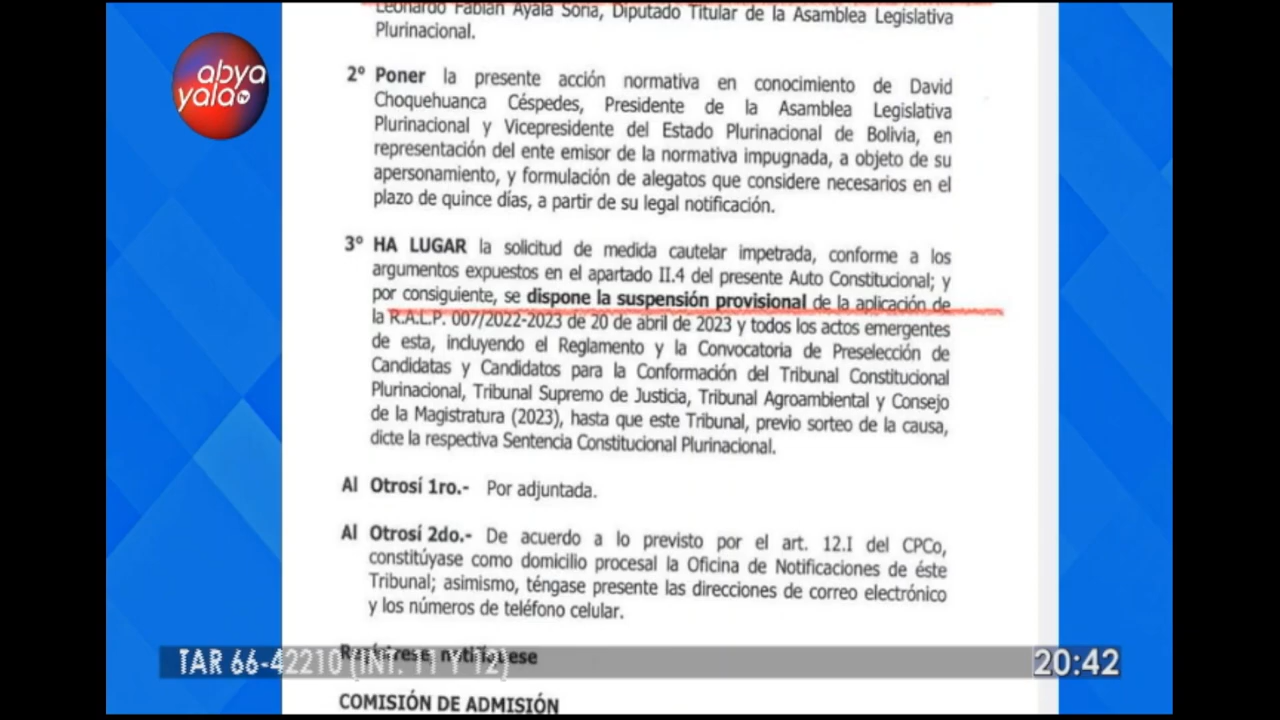 Leonardo Fabián Ayala Soria, Diputado Titular de la Asamblea Legislativa
Plurinacional.
abya
yala tv
2° Poner la presente acción normativa en conocimiento de David
Choquehuanca Céspedes, Presidente de la Asamblea Legislativa
Plurinacional y Vicepresidente del Estado Plurinacional de Bolivia, en
representación del ente emisor de la normativa impugnada, a objeto de su
apersonamiento, y formulación de alegatos que considere necesarios en el
plazo de quince días, a partir de su legal notificación.
3° HA LUGAR la solicitud de medida cautelar impetrada, conforme a los
argumentos expuestos en el apartado II.4 del presente Auto Constitucional; y
por consiguiente, se dispone la suspensión provisional de la aplicación de
la R.A.L.P. 007/2022-2023 de 20 de abril de 2023 y todos los actos emergentes
de esta, incluyendo el Reglamento y la Convocatoria de Preselección de
Candidatas y Candidatos para la Conformación del Tribunal Constitucional
Plurinacional, Tribunal Supremo de Justicia, Tribunal Agroambiental y Consejo
de la Magistratura (2023), hasta que este Tribunal, previo sorteo de la causa,
dicte la respectiva Sentencia Constitucional Plurinacional.
Al Otrosí 1ro.- Por adjuntada.
Al Otrosí 2do.- De acuerdo a lo previsto por el art. 12.I del CPCo,
constitúyase como domicilio procesal la Oficina de Notificaciones de éste
Tribunal; asimismo, téngase presente las direcciones de correo electrónico
y los números de teléfono celular.
TAR 66-42210 (INT. 11 Y 12)
20:42
COMISIÓN DE ADMISIÓN